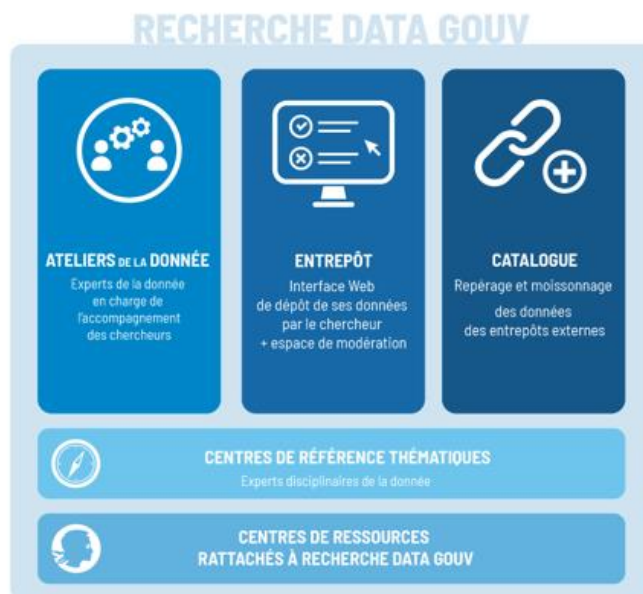 RECHERCHE DATA GOUV
ATELIERS DE LA DONNÉE
Experts de la donnée
en charge de
l'accompagnement
des chercheurs
ENTREPÔT
Interface Web
de dépôt de ses données
par le chercheur
+ espace de modération
CATALOGUE
Repérage et moissonnage
des données
des entrepôts externes
CENTRES DE RÉFÉRENCE THÉMATIQUES
Experts disciplinaires de la donnée
CENTRES DE RESSOURCES
RATTACHÉS À RECHERCHE DATA GOUV